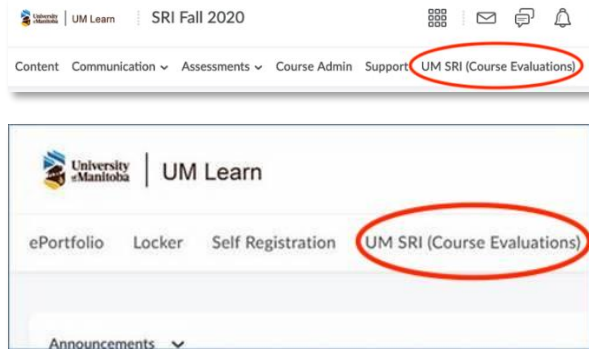 University of Manitoba | UM Learn SRI Fall 2020
Content Communication Assessments Course Admin Support UM SRI (Course Evaluations)
University of Manitoba | UM Learn
ePortfolio Locker Self Registration UM SRI (Course Evaluations)
Announcements